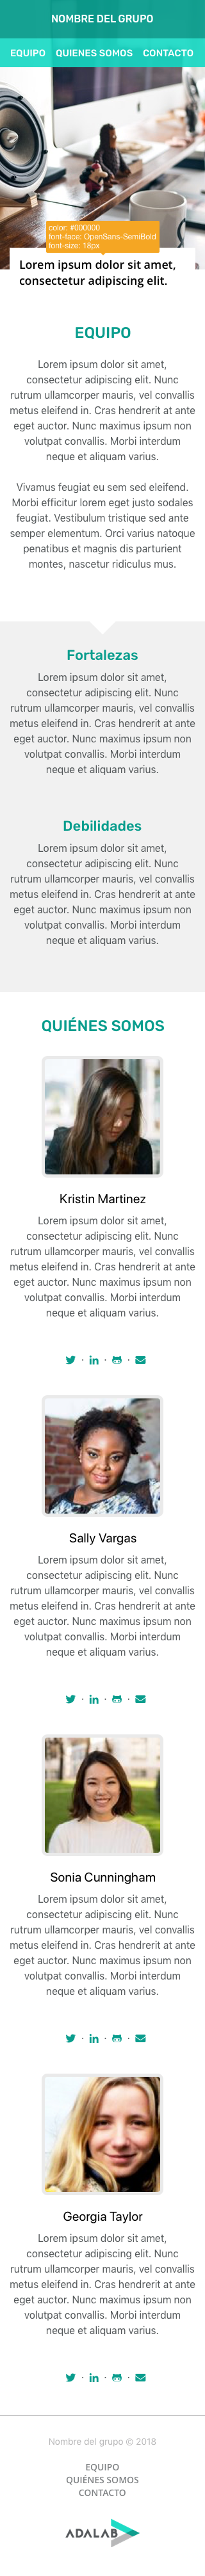 NOMBRE DEL GRUPO
EQUIPO QUIENES SOMOS CONTACTO
color: #000000
font-face: OpenSans-SemiBold
font-size: 18px
Lorem ipsum dolor sit amet,
consectetur adipiscing elit.
EQUIPO
Lorem ipsum dolor sit amet,
consectetur adipiscing elit. Nunc
rutrum ullamcorper mauris, vel convallis
metus eleifend in. Cras hendrerit at ante
eget auctor. Nunc maximus ipsum non
volutpat convallis. Morbi interdum
neque et aliquam varius.
Vivamus feugiat eu sem sed eleifend.
Morbi efficitur lorem eget justo sodales
feugiat. Vestibulum tristique sed ante
semper elementum. Orci varius natoque
penatibus et magnis dis parturient
montes, nascetur ridiculus mus.
Fortalezas
Lorem ipsum dolor sit amet,
consectetur adipiscing elit. Nunc
rutrum ullamcorper mauris, vel convallis
metus eleifend in. Cras hendrerit at ante
eget auctor. Nunc maximus ipsum non
volutpat convallis. Morbi interdum
neque et aliquam varius.
Debilidades
Lorem ipsum dolor sit amet,
consectetur adipiscing elit. Nunc
rutrum ullamcorper mauris, vel convallis
metus eleifend in. Cras hendrerit at ante
eget auctor. Nunc maximus ipsum non
volutpat convallis. Morbi interdum
neque et aliquam varius.
QUIÉNES SOMOS
Kristin Martinez
Lorem ipsum dolor sit amet,
consectetur adipiscing elit. Nunc
rutrum ullamcorper mauris, vel convallis
metus eleifend in. Cras hendrerit at ante
eget auctor. Nunc maximus ipsum non
volutpat convallis. Morbi interdum
neque et aliquam varius.
Sally Vargas
Lorem ipsum dolor sit amet,
consectetur adipiscing elit. Nunc
rutrum ullamcorper mauris, vel convallis
metus eleifend in. Cras hendrerit at ante
eget auctor. Nunc maximus ipsum non
volutpat convallis. Morbi interdum
neque et aliquam varius.
Sonia Cunningham
Lorem ipsum dolor sit amet,
consectetur adipiscing elit. Nunc
rutrum ullamcorper mauris, vel convallis
metus eleifend in. Cras hendrerit at ante
eget auctor. Nunc maximus ipsum non
volutpat convallis. Morbi interdum
neque et aliquam varius.
Georgia Taylor
Lorem ipsum dolor sit amet,
consectetur adipiscing elit. Nunc
rutrum ullamcorper mauris, vel convallis
metus eleifend in. Cras hendrerit at ante
eget auctor. Nunc maximus ipsum non
volutpat convallis. Morbi interdum
neque et aliquam varius.
Nombre del grupo © 2018
EQUIPO
QUIÉNES SOMOS
CONTACTO
ADALAB